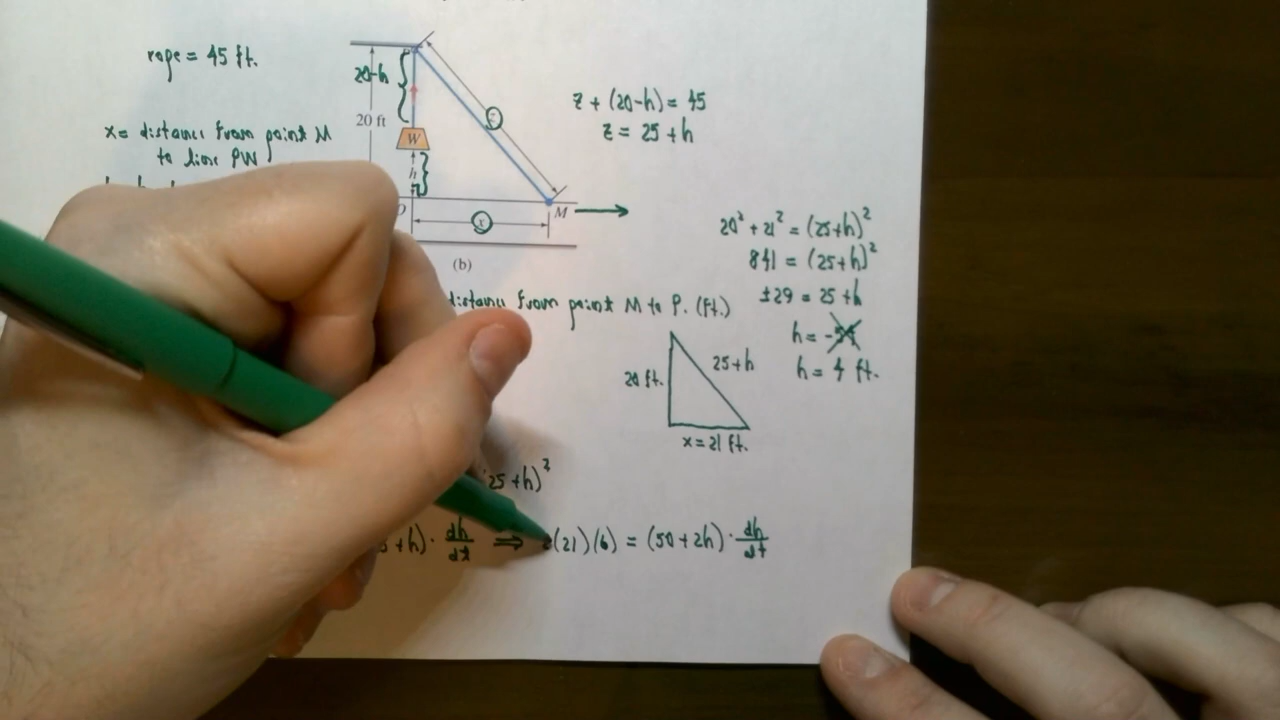 rope = 45 ft.
20-h
z
z + (20-h) = 45
z = 25 + h
20 ft
x = distance from point M
to line PW
W
h
M
x
(b)
20² + 21² = (25+h)²
841 = (25+h)²
±29 = 25 + h
h = -54
h = 4 ft.
distance from point M to P. (ft.)
20 ft.
25+h
x = 21 ft.
25 + h)²
+h) · dh/dt ⇒ (21)(6) = (50 + 2h) · dh/dt